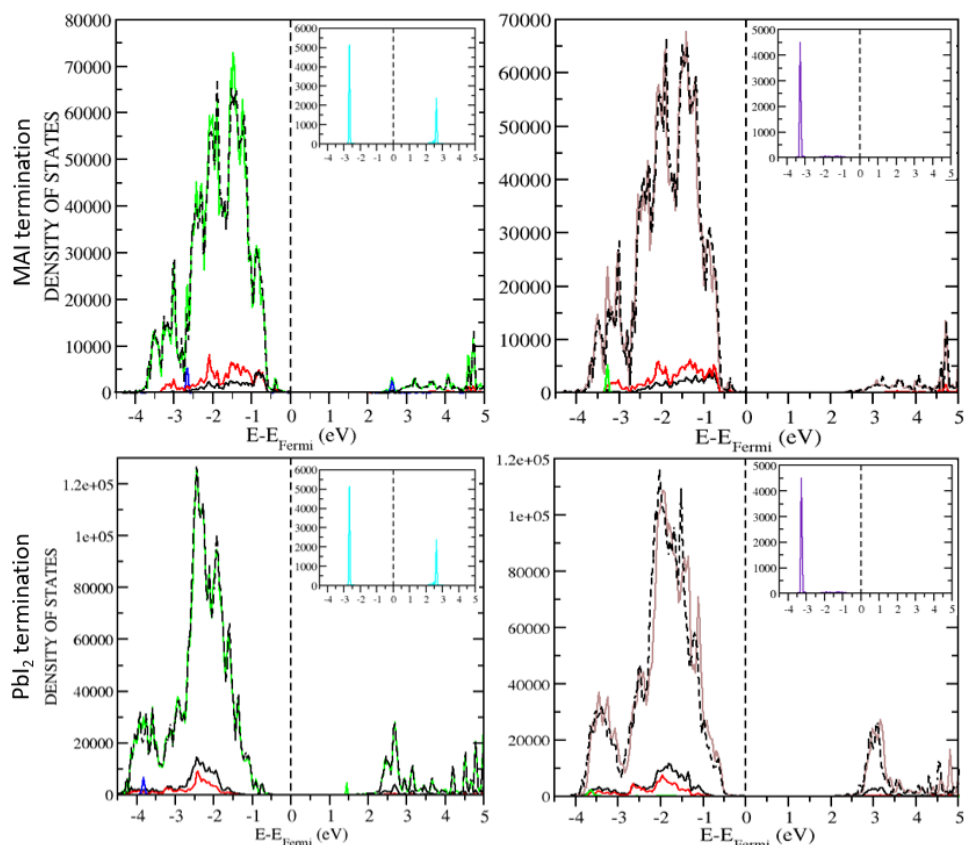 MAI termination
DENSITY OF STATES
80000
70000
60000
50000
40000
30000
20000
10000
0
-4 -3 -2 -1 0 1 2 3 4 5
E-E_Fermi (eV)
6000
5000
4000
3000
2000
1000
0
-4 -3 -2 -1 0 1 2 3 4 5
70000
60000
50000
40000
30000
20000
10000
0
-4 -3 -2 -1 0 1 2 3 4 5
E-E_Fermi (eV)
5000
4000
3000
2000
1000
0
-4 -3 -2 -1 0 1 2 3 4 5
PbI₂ termination
DENSITY OF STATES
1.2e+05
1e+05
80000
60000
40000
20000
0
-4 -3 -2 -1 0 1 2 3 4 5
E-E_Fermi (eV)
6000
5000
4000
3000
2000
1000
0
-4 -3 -2 -1 0 1 2 3 4 5
1.2e+05
1e+05
80000
60000
40000
20000
0
-4 -3 -2 -1 0 1 2 3 4 5
E-E_Fermi (eV)
5000
4000
3000
2000
1000
0
-4 -3 -2 -1 0 1 2 3 4 5